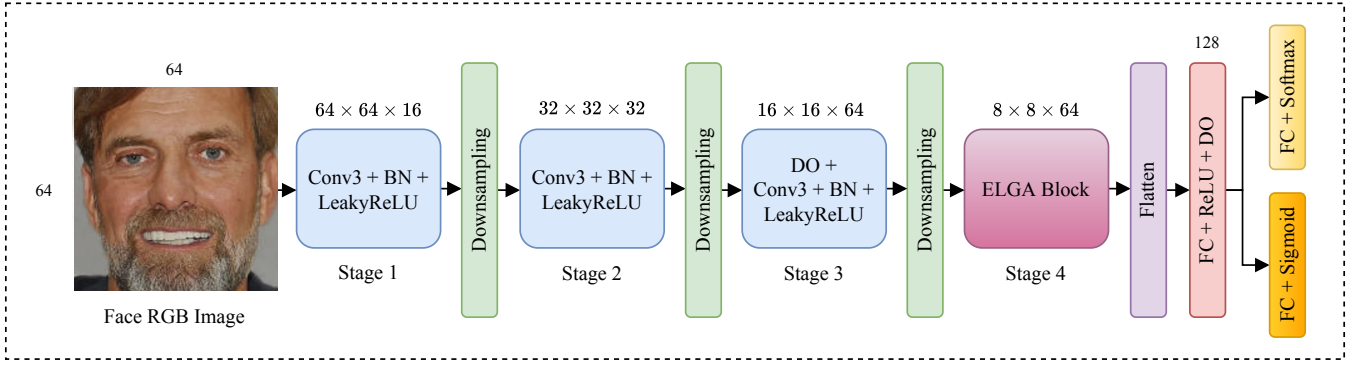 64
64
Face RGB Image
64 × 64 × 16
Conv3 + BN +
LeakyReLU
Stage 1
Downsampling
32 × 32 × 32
Conv3 + BN +
LeakyReLU
Stage 2
Downsampling
16 × 16 × 64
DO +
Conv3 + BN +
LeakyReLU
Stage 3
Downsampling
8 × 8 × 64
ELGA Block
Stage 4
Flatten
128
FC + ReLU + DO
FC + Softmax
FC + Sigmoid